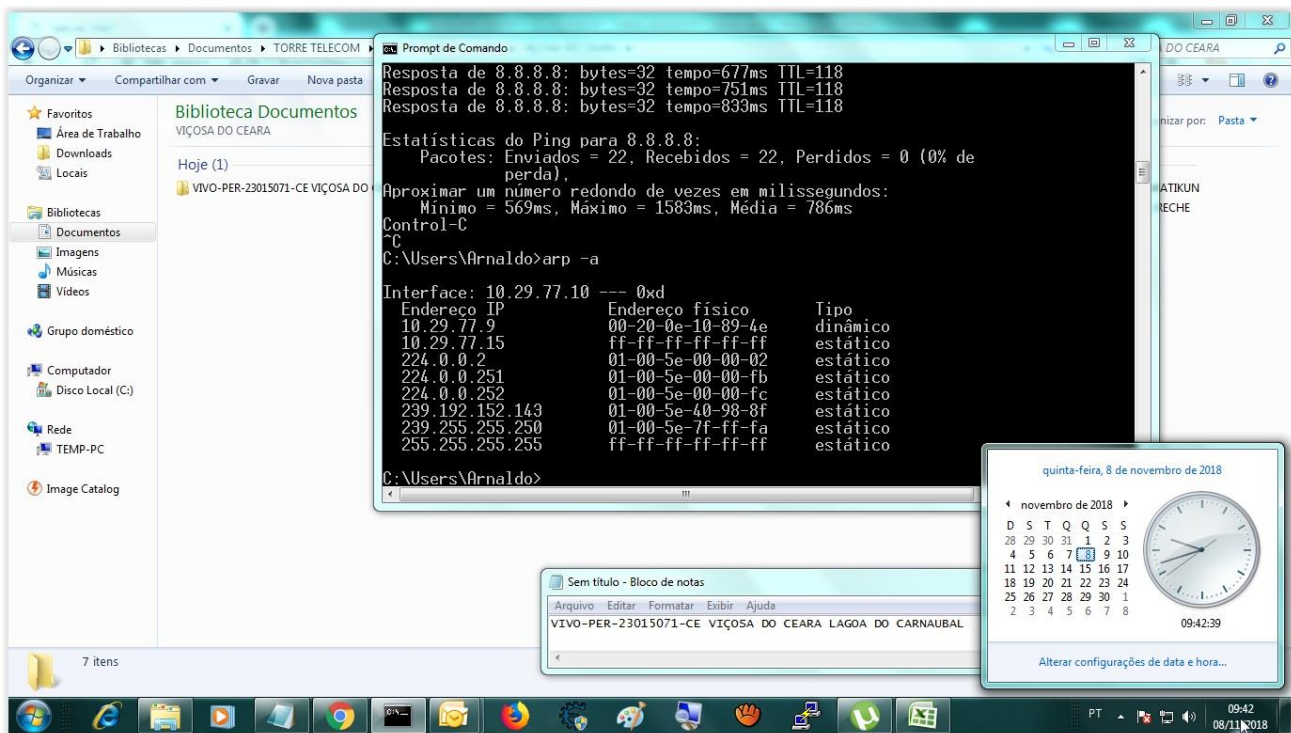 Bibliotecas ▸ Documentos ▸ TORRE TELECOM ▸
DO CEARA
Organizar Compartilhar com Gravar Nova pasta
Favoritos
Área de Trabalho
Downloads
Locais
Bibliotecas
Documentos
Imagens
Músicas
Vídeos
Grupo doméstico
Computador
Disco Local (C:)
Rede
TEMP-PC
Image Catalog
Biblioteca Documentos
VIÇOSA DO CEARA
nizar por: Pasta
Hoje (1)
VIVO-PER-23015071-CE VIÇOSA DO
ATIKUN
RECHE
7 itens
Prompt de Comando
Resposta de 8.8.8.8: bytes=32 tempo=677ms TTL=118
Resposta de 8.8.8.8: bytes=32 tempo=751ms TTL=118
Resposta de 8.8.8.8: bytes=32 tempo=833ms TTL=118
Estatísticas do Ping para 8.8.8.8:
Pacotes: Enviados = 22, Recebidos = 22, Perdidos = 0 (0% de
perda),
Aproximar um número redondo de vezes em milissegundos:
Mínimo = 569ms, Máximo = 1583ms, Média = 786ms
Control-C
^C
C:\Users\Arnaldo>arp -a
Interface: 10.29.77.10 --- 0xd
Endereço IP Endereço físico Tipo
10.29.77.9 00-20-0e-10-89-4e dinâmico
10.29.77.15 ff-ff-ff-ff-ff-ff estático
224.0.0.2 01-00-5e-00-00-02 estático
224.0.0.251 01-00-5e-00-00-fb estático
224.0.0.252 01-00-5e-00-00-fc estático
239.192.152.143 01-00-5e-40-98-8f estático
239.255.255.250 01-00-5e-7f-ff-fa estático
255.255.255.255 ff-ff-ff-ff-ff-ff estático
C:\Users\Arnaldo>
Sem título - Bloco de notas
Arquivo Editar Formatar Exibir Ajuda
VIVO-PER-23015071-CE VIÇOSA DO CEARA LAGOA DO CARNAUBAL
quinta-feira, 8 de novembro de 2018
novembro de 2018
D S T Q Q S S
28 29 30 31 1 2 3
4 5 6 7 8 9 10
11 12 13 14 15 16 17
18 19 20 21 22 23 24
25 26 27 28 29 30 1
2 3 4 5 6 7 8
09:42:39
Alterar configurações de data e hora...
PT
09:42
08/11/2018